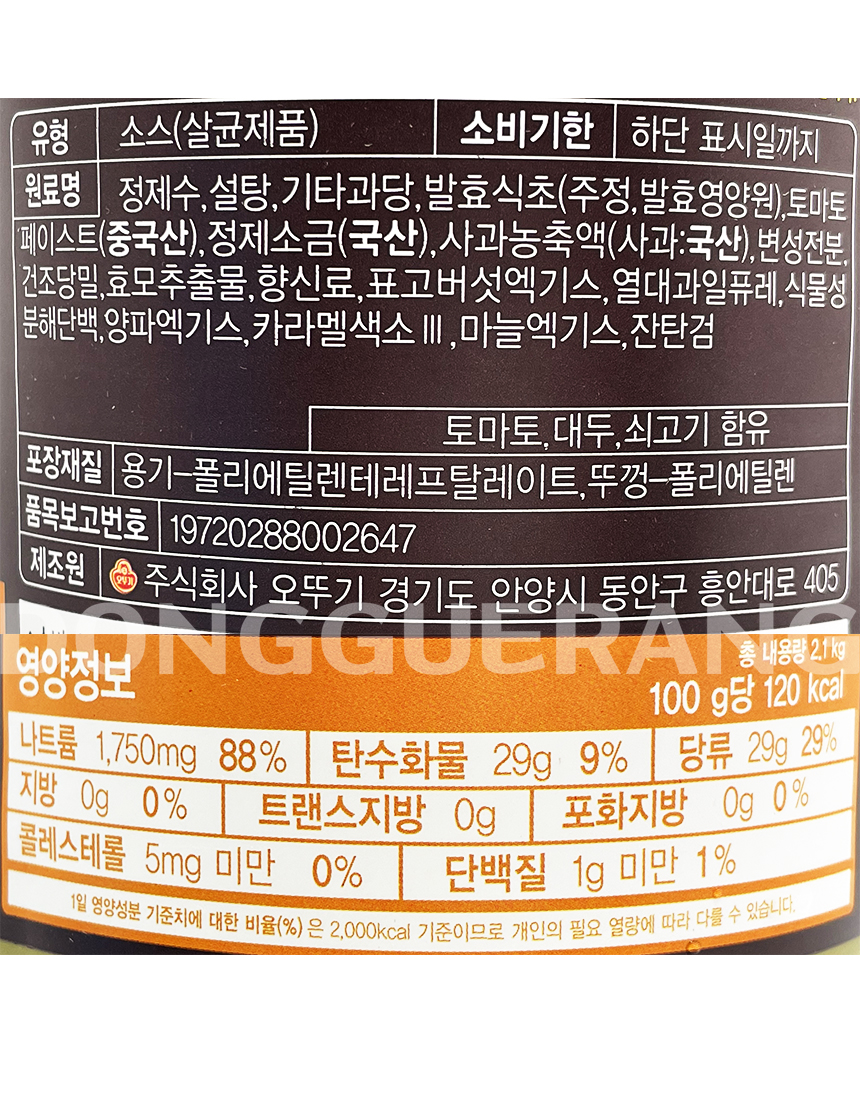 유형 소스(살균제품) 소비기한 하단 표시일까지
원료명 정제수,설탕,기타과당,발효식초(주정,발효영양원),토마토
페이스트(중국산),정제소금(국산),사과농축액(사과:국산),변성전분,
건조당밀,효모추출물,향신료,표고버섯엑기스,열대과일퓨레,식물성
분해단백,양파엑기스,카라멜색소Ⅲ,마늘엑기스,잔탄검
토마토,대두,쇠고기 함유
포장재질 용기-폴리에틸렌테레프탈레이트,뚜껑-폴리에틸렌
품목보고번호 19720288002647
제조원 오뚜기 주식회사 오뚜기 경기도 안양시 동안구 흥안대로 405
DONGGUERANG
영양정보 총 내용량 2.1 kg
100 g당 120 kcal
나트륨 1,750mg 88% 탄수화물 29g 9% 당류 29g 29%
지방 0g 0% 트랜스지방 0g 포화지방 0g 0%
콜레스테롤 5mg 미만 0% 단백질 1g 미만 1%
1일 영양성분 기준치에 대한 비율(%)은 2,000kcal 기준이므로 개인의 필요 열량에 따라 다를 수 있습니다.